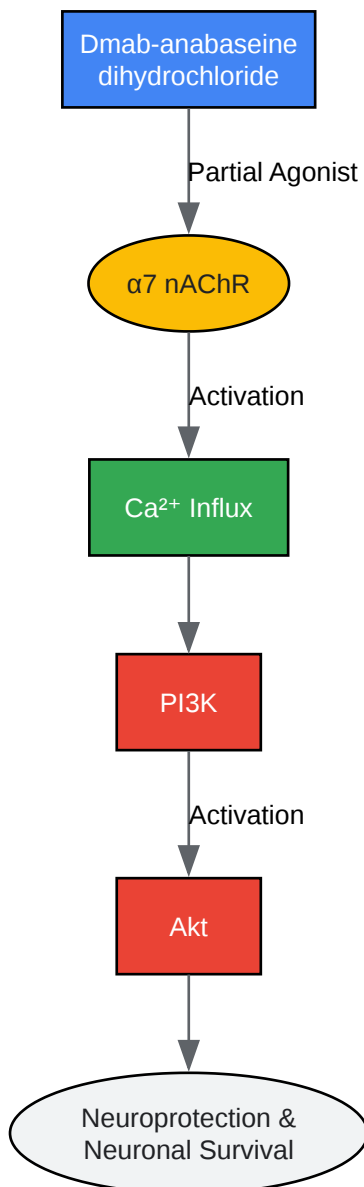 Dmab-anabaseine
dihydrochloride
Partial Agonist
α7 nAChR
Activation
Ca²⁺ Influx
PI3K
Activation
Akt
Neuroprotection &
Neuronal Survival